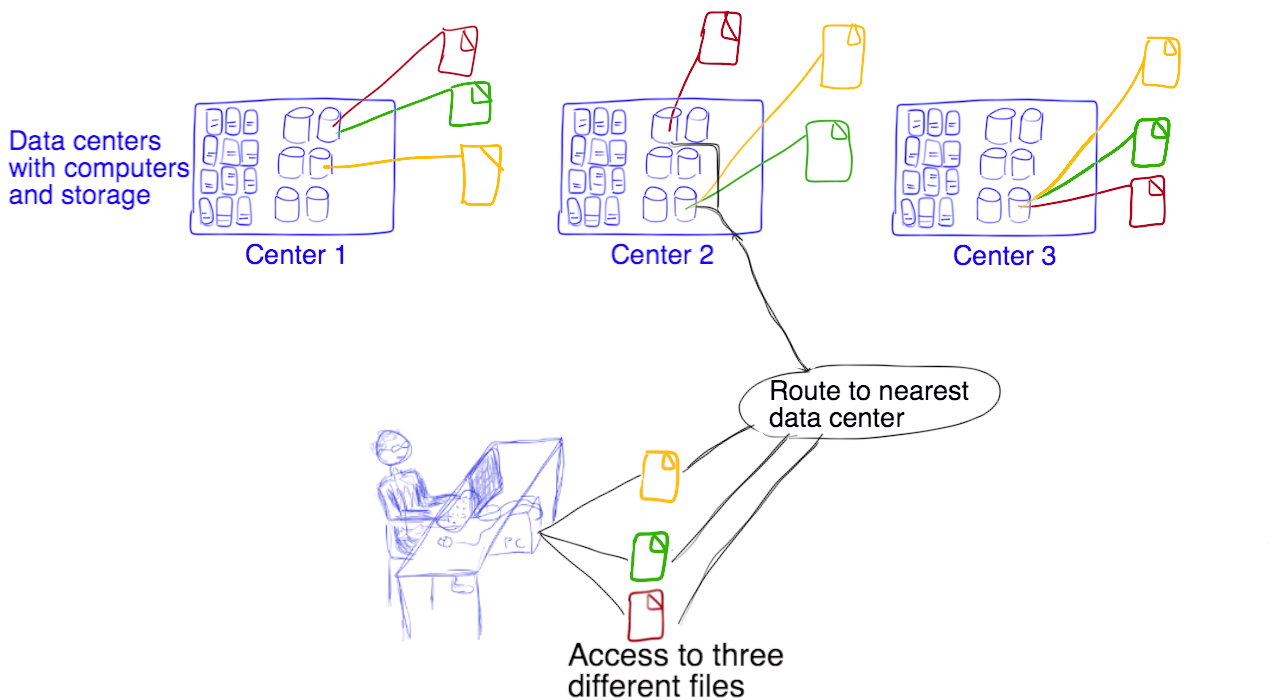 Data centers
with computers
and storage
Center 1
Center 2
Center 3
Route to nearest
data center
PC
Access to three
different files